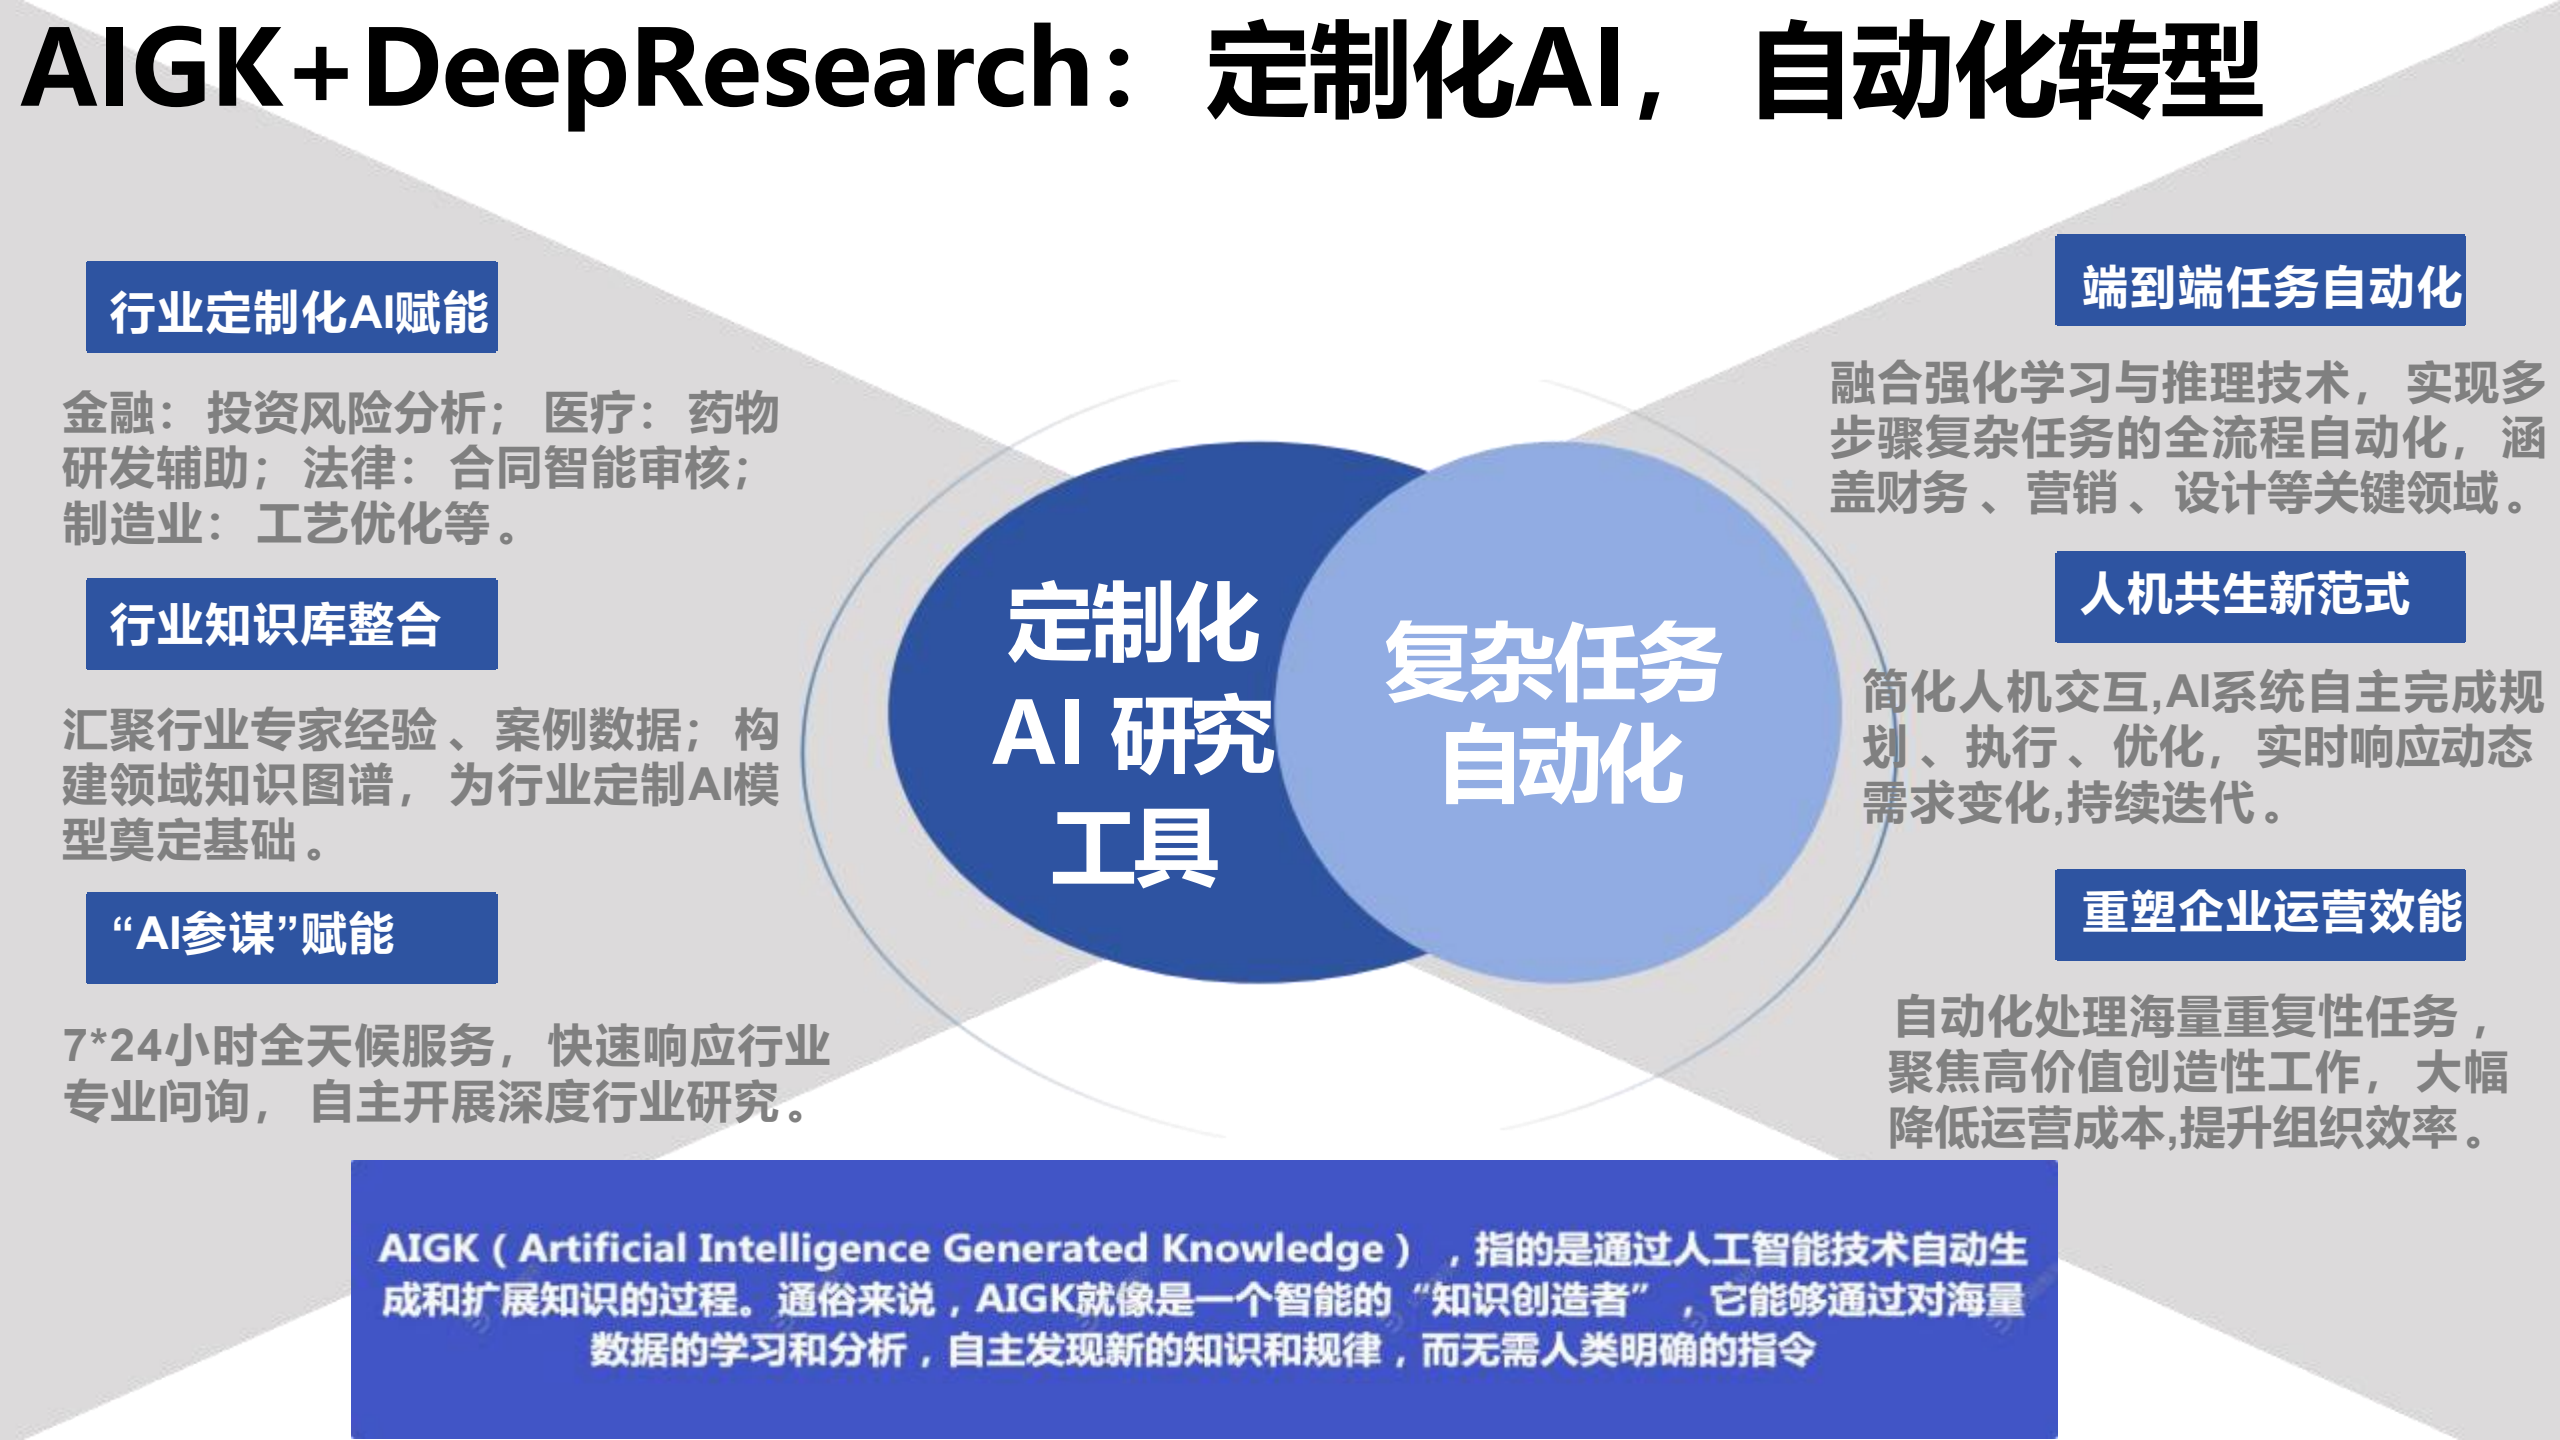 AIGK+DeepResearch：定制化AI，自动化转型
行业定制化AI赋能
金融：投资风险分析；医疗：药物
研发辅助；法律：合同智能审核；
制造业：工艺优化等。
行业知识库整合
汇聚行业专家经验、案例数据；构
建领域知识图谱，为行业定制AI模
型奠定基础。
“AI参谋”赋能
7*24小时全天候服务，快速响应行业
专业问询，自主开展深度行业研究。
定制化
AI 研究
工具
复杂任务
自动化
端到端任务自动化
融合强化学习与推理技术，实现多
步骤复杂任务的全流程自动化，涵
盖财务、营销、设计等关键领域。
人机共生新范式
简化人机交互,AI系统自主完成规
划、执行、优化，实时响应动态
需求变化,持续迭代。
重塑企业运营效能
自动化处理海量重复性任务，
聚焦高价值创造性工作，大幅
降低运营成本,提升组织效率。
AIGK（Artificial Intelligence Generated Knowledge），指的是通过人工智能技术自动生
成和扩展知识的过程。通俗来说，AIGK就像是一个智能的“知识创造者”，它能够通过对海量
数据的学习和分析，自主发现新的知识和规律，而无需人类明确的指令